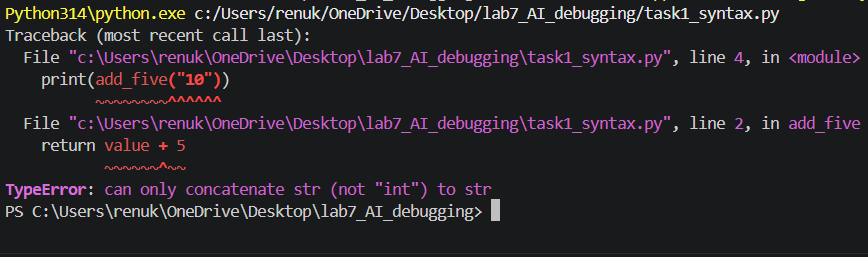 Python314\python.exe c:/Users/renuk/OneDrive/Desktop/lab7_AI_debugging/task1_syntax.py
Traceback (most recent call last):
  File "c:\Users\renuk\OneDrive\Desktop\lab7_AI_debugging\task1_syntax.py", line 4, in <module>
    print(add_five("10"))
          ~~~~~~~~^^^^^^
  File "c:\Users\renuk\OneDrive\Desktop\lab7_AI_debugging\task1_syntax.py", line 2, in add_five
    return value + 5
           ~~~~~~^~~
TypeError: can only concatenate str (not "int") to str
PS C:\Users\renuk\OneDrive\Desktop\lab7_AI_debugging>